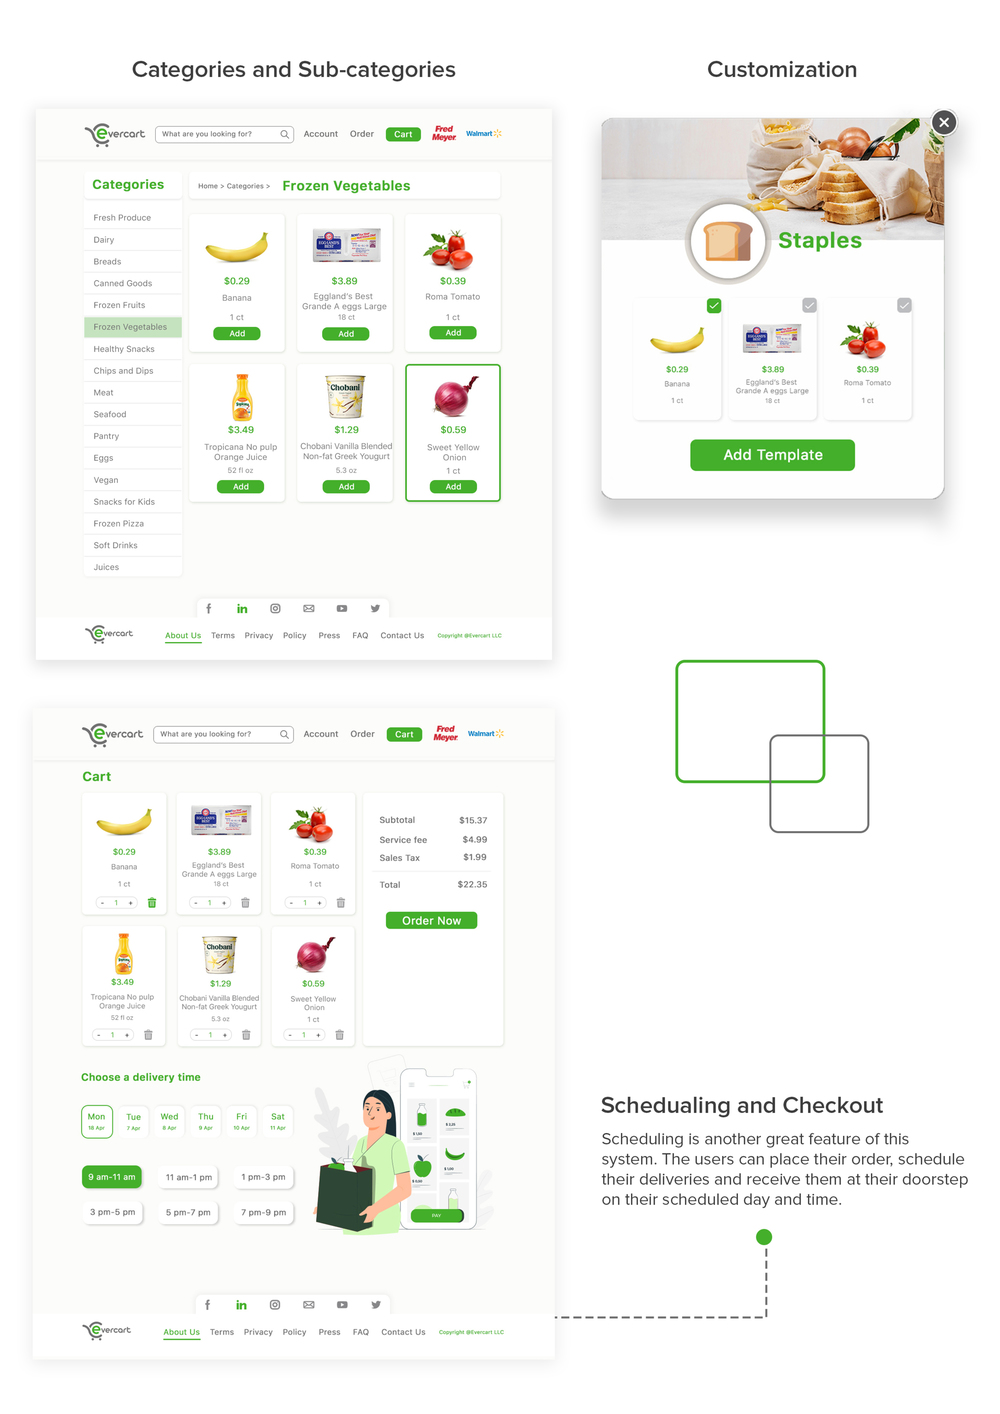 Categories and Sub-categories
Customization
evercart
What are you looking for?
Account
Order
Cart
Fred
Meyer
Walmart
Categories
Home > Categories >
Frozen Vegetables
Fresh Produce
Dairy
Breads
Canned Goods
Frozen Fruits
Frozen Vegetables
Healthy Snacks
Chips and Dips
Meat
Seafood
Pantry
Eggs
Vegan
Snacks for Kids
Frozen Pizza
Soft Drinks
Juices
$0.29
Banana
1 ct
Add
EGGLAND'S
BEST
$3.89
Eggland's Best
Grande A eggs Large
18 ct
Add
$0.39
Roma Tomato
1 ct
Add
Tropicana
$3.49
Tropicana No pulp
Orange Juice
52 fl oz
Add
Chobani
$1.29
Chobani Vanilla Blended
Non-fat Greek Yougurt
5.3 oz
Add
$0.59
Sweet Yellow
Onion
1 ct
Add
evercart
About Us
Terms
Privacy
Policy
Press
FAQ
Contact Us
Copyright @Evercart LLC
Staples
$0.29
Banana
1 ct
$3.89
Eggland's Best
Grande A eggs Large
18 ct
$0.39
Roma Tomato
1 ct
Add Template
evercart
What are you looking for?
Account
Order
Cart
Fred
Meyer
Walmart
Cart
$0.29
Banana
1 ct
- 1 +
$3.89
Eggland's Best
Grande A eggs Large
18 ct
- 1 +
$0.39
Roma Tomato
1 ct
- 1 +
$3.49
Tropicana No pulp
Orange Juice
52 fl oz
- 1 +
Chobani
$1.29
Chobani Vanilla Blended
Non-fat Greek Yougurt
5.3 oz
- 1 +
$0.59
Sweet Yellow
Onion
1 ct
- 1 +
Subtotal $15.37
Service fee $4.99
Sales Tax $1.99
Total $22.35
Order Now
Choose a delivery time
Mon
18 Apr
Tue
7 Apr
Wed
8 Apr
Thu
9 Apr
Fri
10 Apr
Sat
11 Apr
9 am-11 am
11 am-1 pm
1 pm-3 pm
3 pm-5 pm
5 pm-7 pm
7 pm-9 pm
PAY
evercart
About Us
Terms
Privacy
Policy
Press
FAQ
Contact Us
Copyright @Evercart LLC
Schedualing and Checkout
Scheduling is another great feature of this
system. The users can place their order, schedule
their deliveries and receive them at their doorstep
on their scheduled day and time.